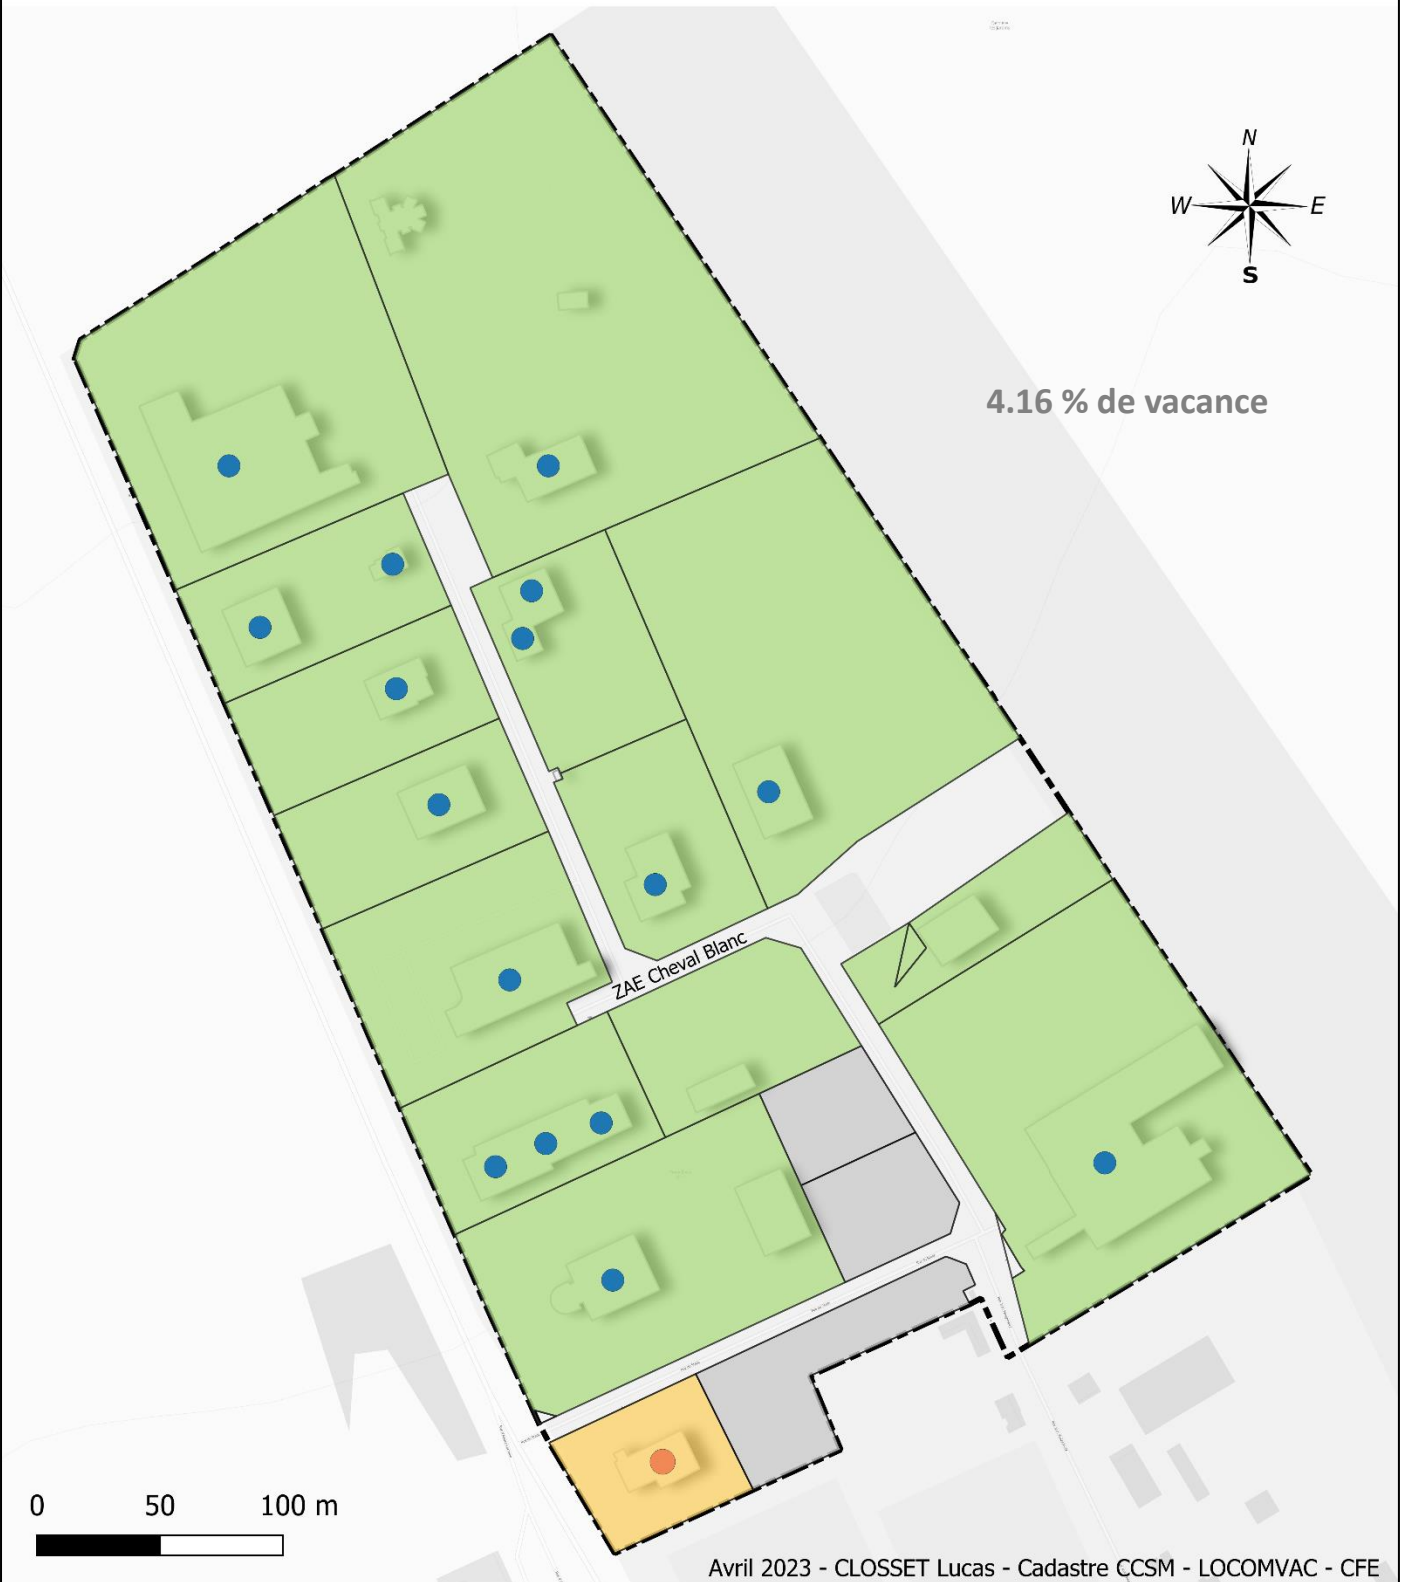 N
W E
S
4.16 % de vacance
ZAE Cheval Blanc
0 50 100 m
Avril 2023 - CLOSSET Lucas - Cadastre CCSM - LOCOMVAC - CFE